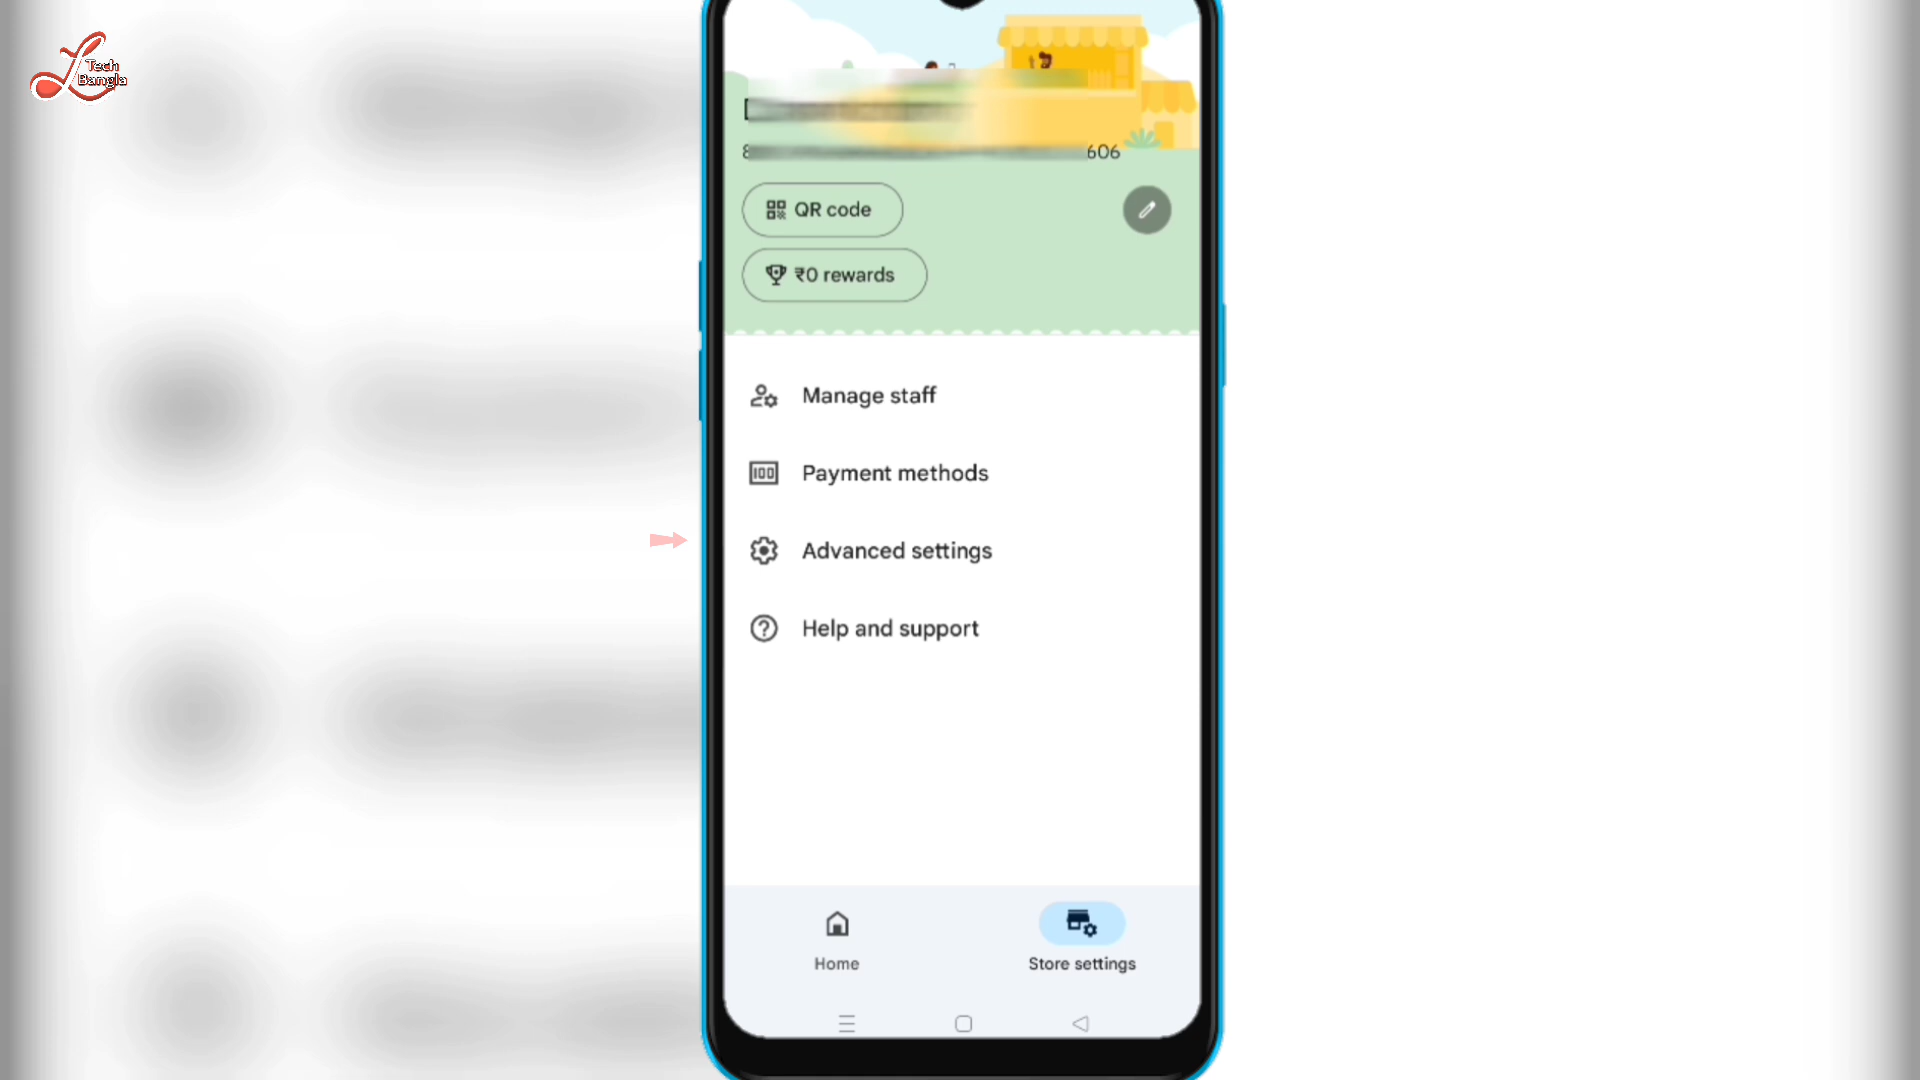 Tech
Bangla
606
QR code
₹0 rewards
Manage staff
Payment methods
Advanced settings
Help and support
Home
Store settings